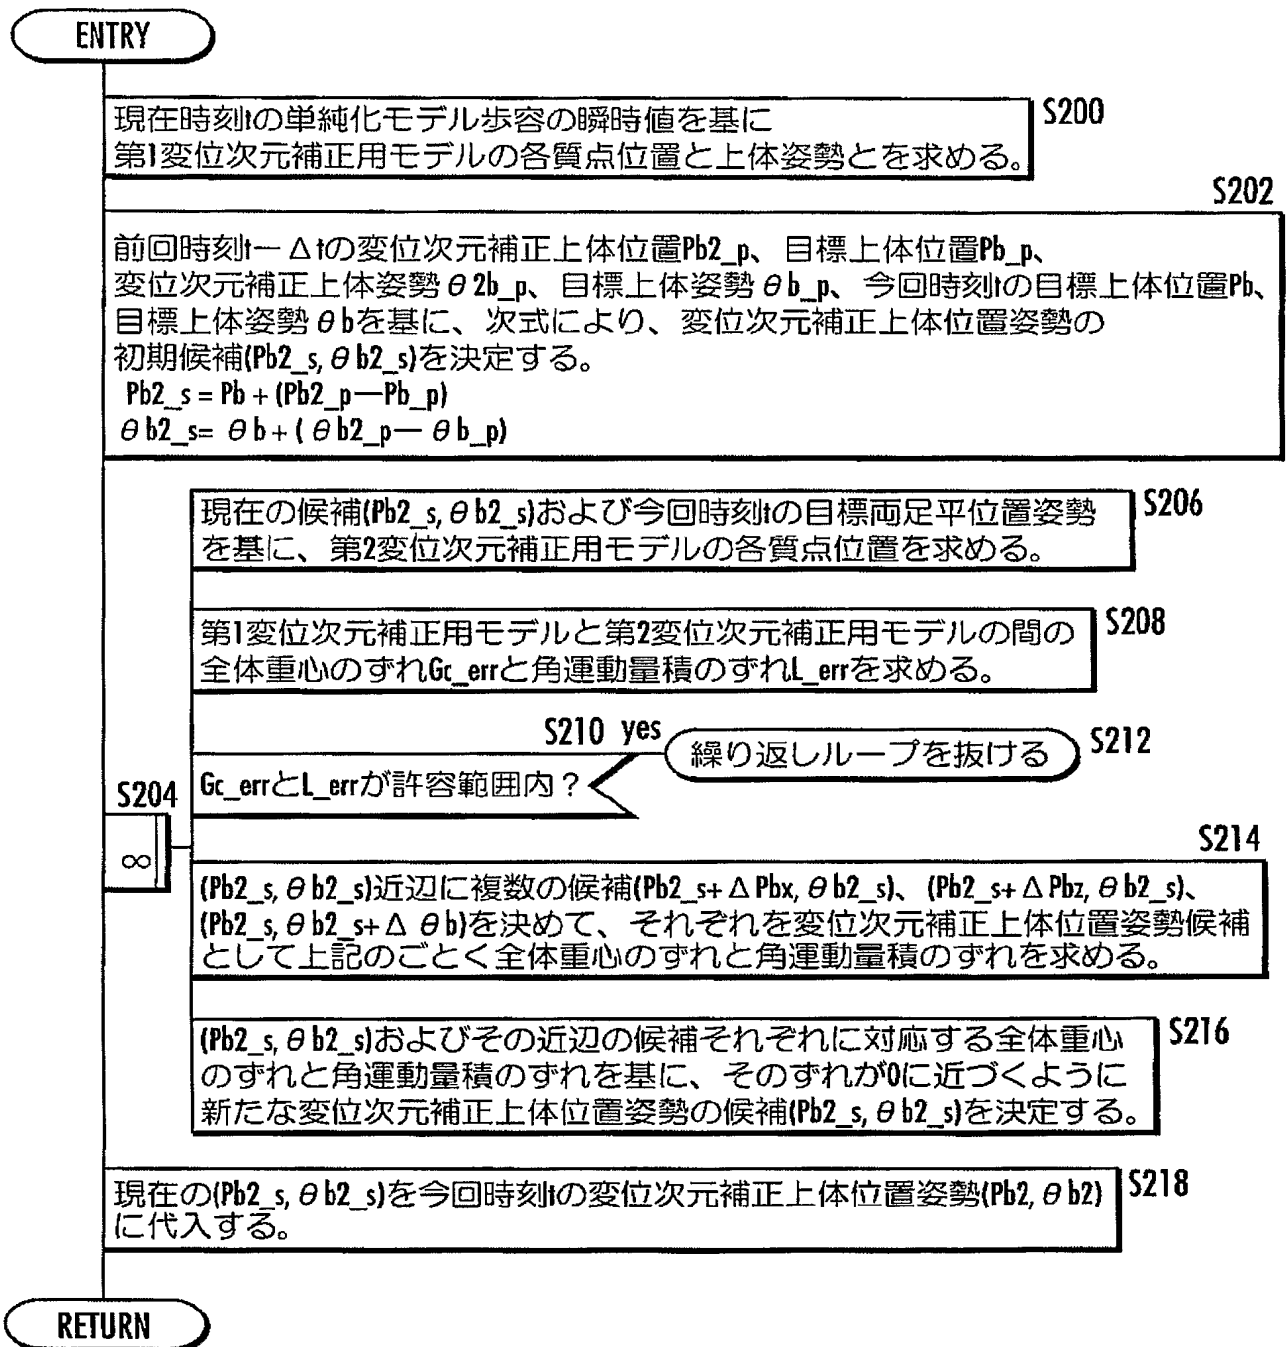 ENTRY
現在時刻tの単純化モデル歩容の瞬時値を基に
第1変位次元補正用モデルの各質点位置と上体姿勢とを求める。
S200
S202
前回時刻t－Δtの変位次元補正上体位置Pb2_p、目標上体位置Pb_p、
変位次元補正上体姿勢θ2b_p、目標上体姿勢θb_p、今回時刻tの目標上体位置Pb、
目標上体姿勢θbを基に、次式により、変位次元補正上体位置姿勢の
初期候補(Pb2_s, θb2_s)を決定する。
Pb2_s = Pb + (Pb2_p―Pb_p)
θb2_s= θb + ( θb2_p― θb_p)
現在の候補(Pb2_s, θb2_s)および今回時刻tの目標両足平位置姿勢
を基に、第2変位次元補正用モデルの各質点位置を求める。
S206
第1変位次元補正用モデルと第2変位次元補正用モデルの間の
全体重心のずれGc_errと角運動量積のずれL_errを求める。
S208
S210 yes
繰り返しループを抜ける
S212
Gc_errとL_errが許容範囲内？
S204
∞
S214
(Pb2_s, θb2_s)近辺に複数の候補(Pb2_s+ΔPbx, θb2_s)、(Pb2_s+ΔPbz, θb2_s)、
(Pb2_s, θb2_s+Δθb)を決めて、それぞれを変位次元補正上体位置姿勢候補
として上記のごとく全体重心のずれと角運動量積のずれを求める。
(Pb2_s, θb2_s)およびその近辺の候補それぞれに対応する全体重心
のずれと角運動量積のずれを基に、そのずれが0に近づくように
新たな変位次元補正上体位置姿勢の候補(Pb2_s, θb2_s)を決定する。
S216
現在の(Pb2_s, θb2_s)を今回時刻tの変位次元補正上体位置姿勢(Pb2, θb2)
に代入する。
S218
RETURN